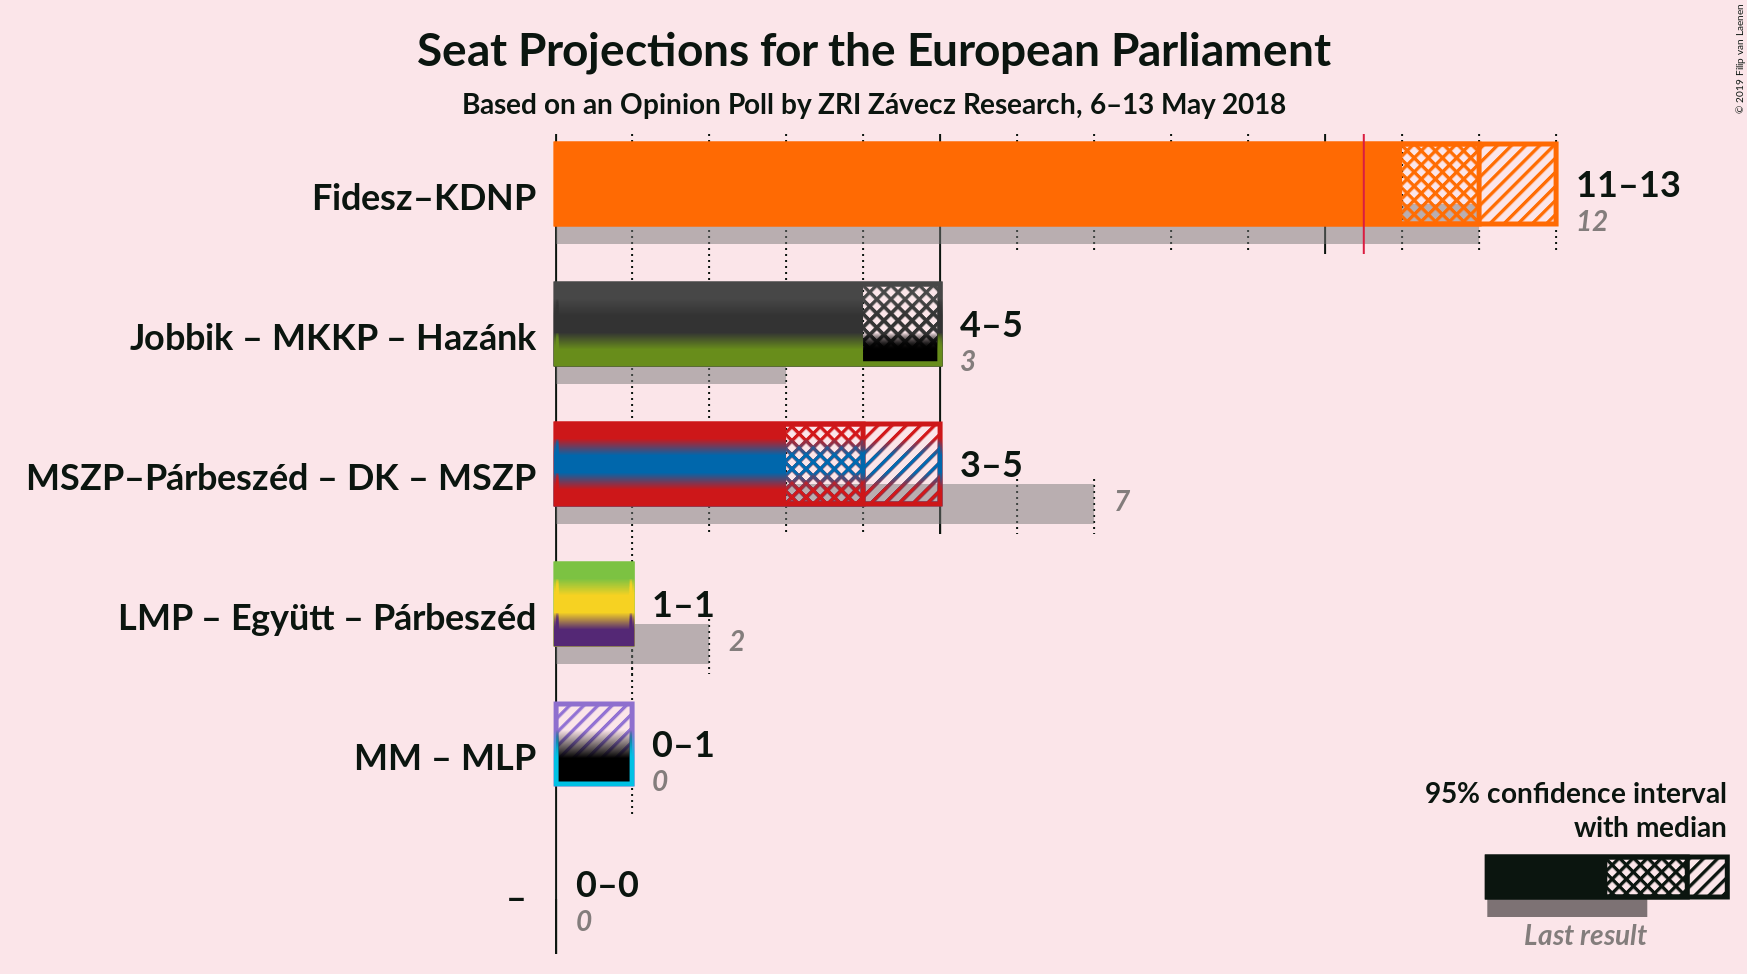 Seat Projections for the European Parliament
Based on an Opinion Poll by ZRI Závecz Research, 6–13 May 2018
© 2019 Filip van Laenen
Fidesz–KDNP
11–13
12
Jobbik – MKKP – Hazánk
4–5
3
MSZP–Párbeszéd – DK – MSZP
3–5
7
LMP – Együtt – Párbeszéd
1–1
2
MM – MLP
0–1
0
–
0–0
0
95% confidence interval
with median
Last result